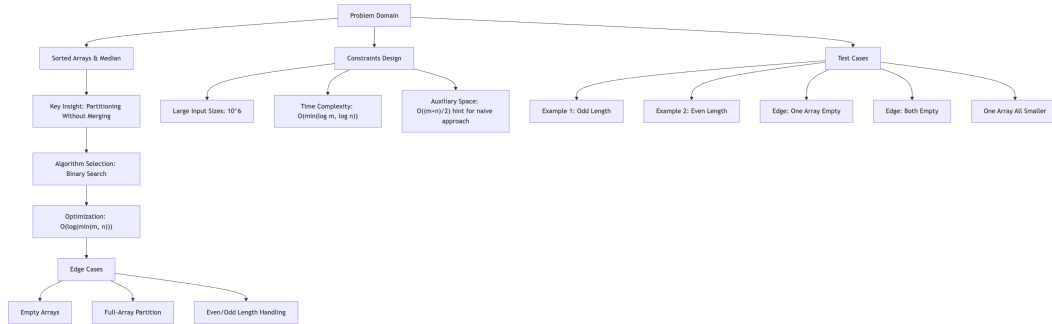 Problem Domain
Sorted Arrays & Median
Constraints Design
Test Cases
Key Insight: Partitioning
Without Merging
Large Input Sizes: 10^6
Time Complexity:
O(min(log m, log n))
Auxiliary Space:
O((m+n)/2) hint for naive
approach
Example 1: Odd Length
Example 2: Even Length
Edge: One Array Empty
Edge: Both Empty
One Array All Smaller
Algorithm Selection:
Binary Search
Optimization:
O(log(min(m, n)))
Edge Cases
Empty Arrays
Full-Array Partition
Even/Odd Length Handling